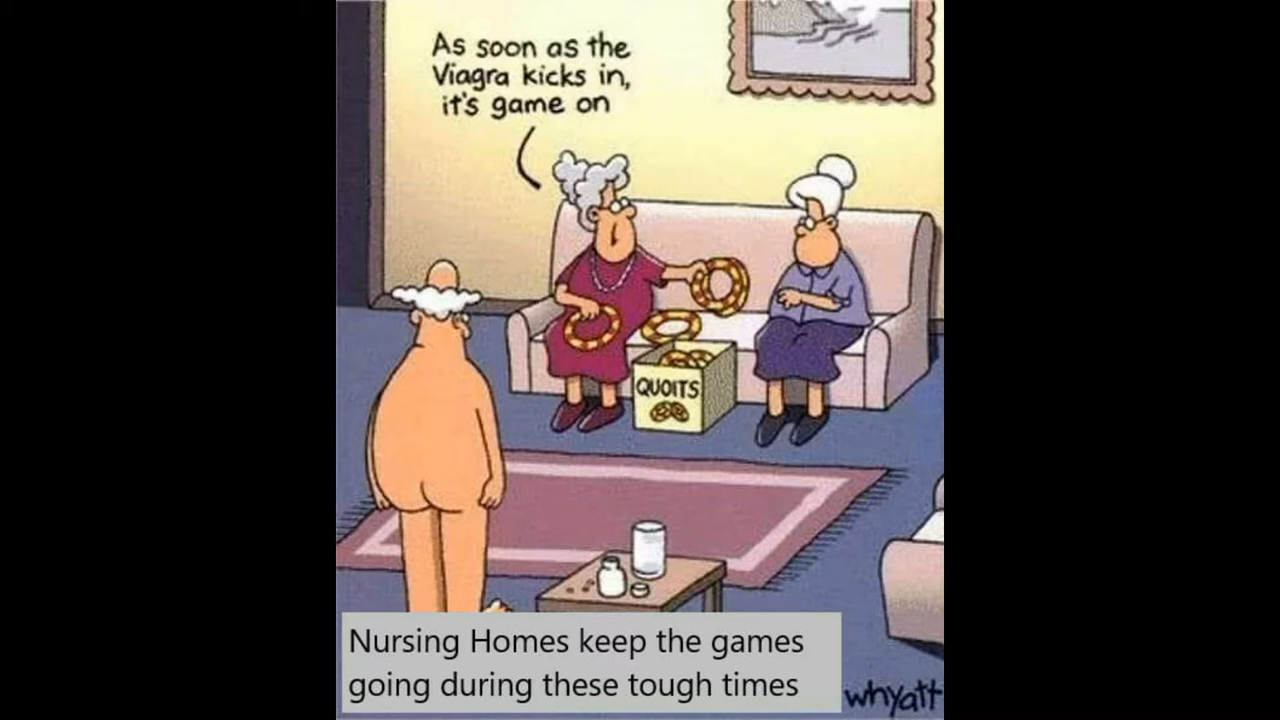 As soon as the
Viagra kicks in,
it's game on
QUOITS
Nursing Homes keep the games
going during these tough times
whyatt